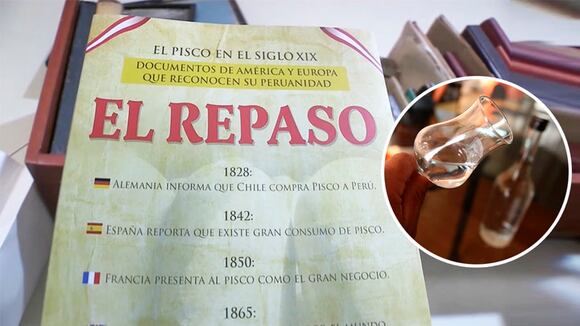 EL PISCO EN EL SIGLO XIX
DOCUMENTOS DE AMÉRICA Y EUROPA
QUE RECONOCEN SU PERUANIDAD
EL REPASO
1828:
ALEMANIA INFORMA QUE CHILE COMPRA PISCO A PERÚ.
1842:
ESPAÑA REPORTA QUE EXISTE GRAN CONSUMO DE PISCO.
1850:
FRANCIA PRESENTA AL PISCO COMO EL GRAN NEGOCIO.
1865:
EL MUNDO